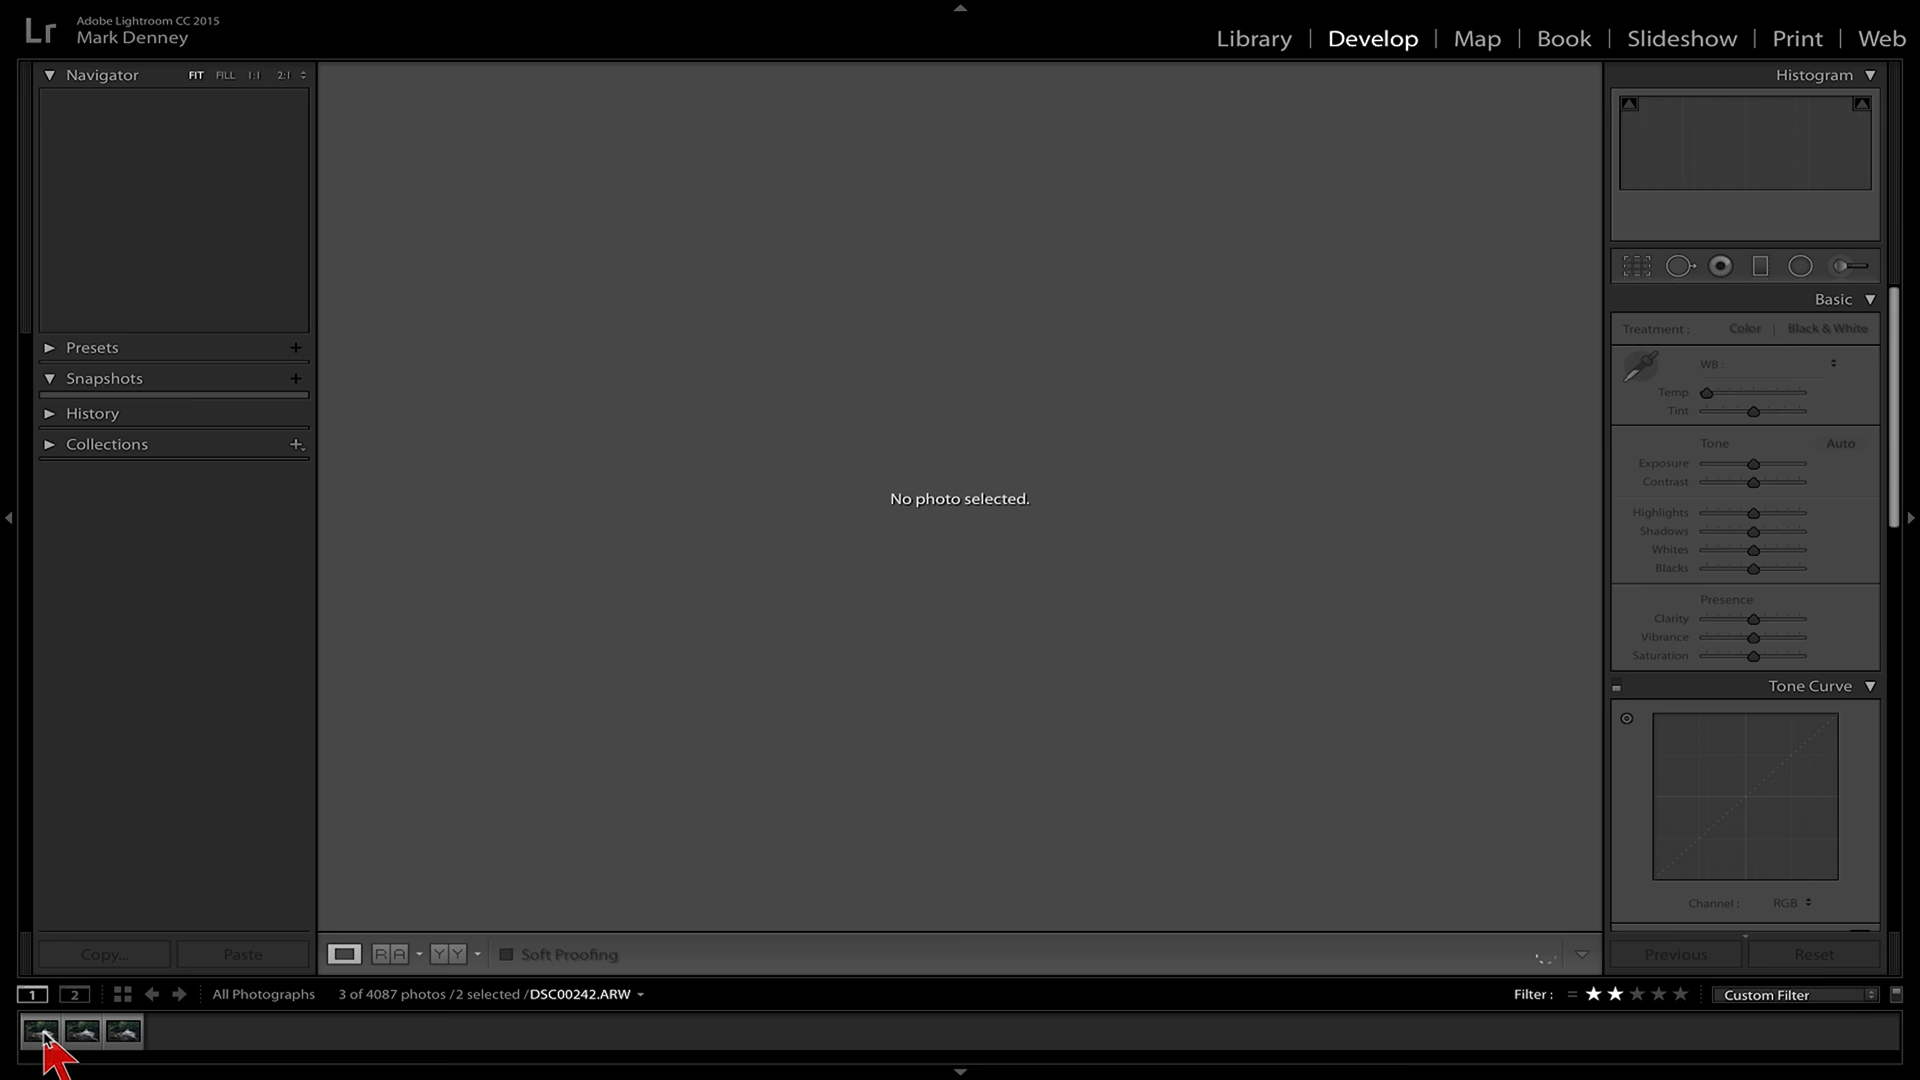 Lr
Adobe Lightroom CC 2015
Mark Denney
Library | Develop | Map | Book | Slideshow | Print | Web
Navigator FIT FILL 1:1 2:1
Histogram
Presets +
Snapshots +
History
Collections +
No photo selected.
Basic
Treatment : Color | Black & White
WB :
Temp
Tint
Tone Auto
Exposure
Contrast
Highlights
Shadows
Whites
Blacks
Presence
Clarity
Vibrance
Saturation
Tone Curve
Channel : RGB
Copy... Paste
R A Y Y Soft Proofing
Previous Reset
1 2 All Photographs 3 of 4087 photos /2 selected /DSC00242.ARW
Filter : = ★ ★ ★ ★ ★ Custom Filter